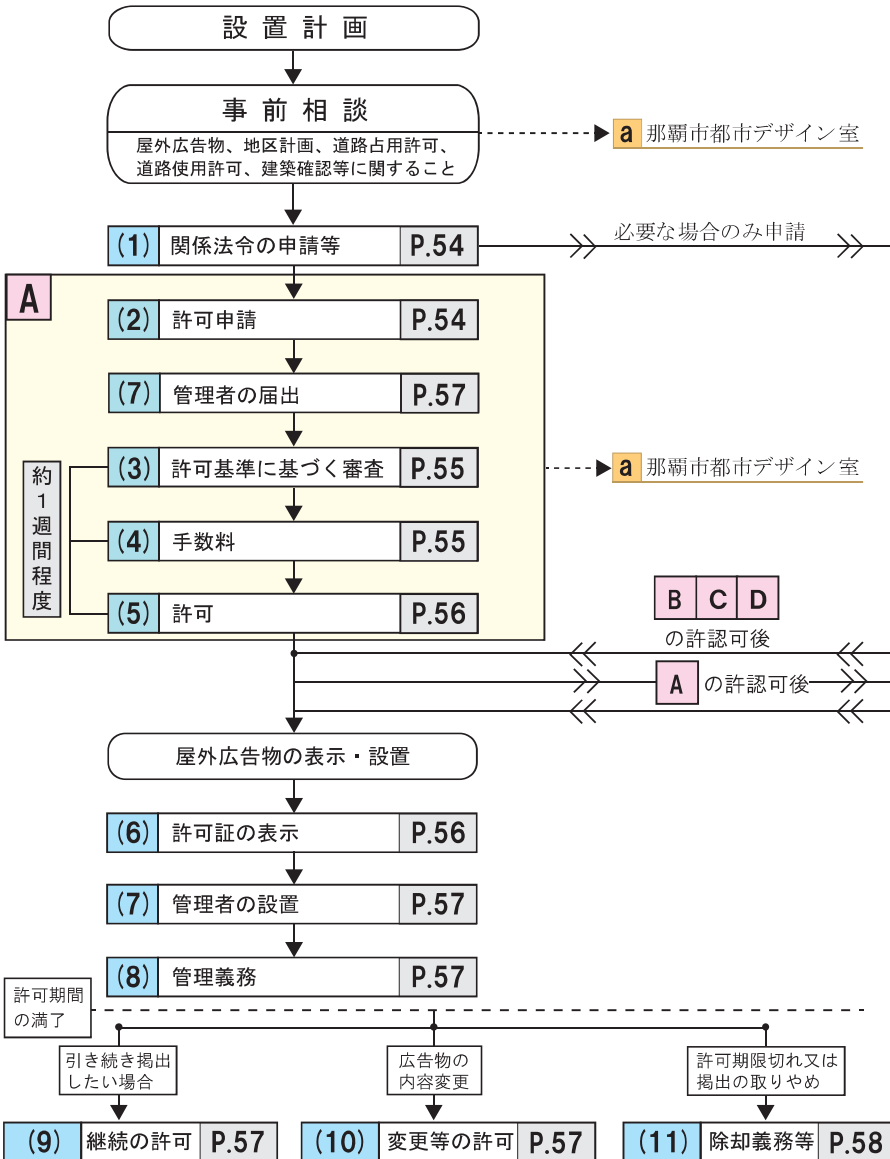 設置計画
事前相談
屋外広告物、地区計画、道路占用許可、
道路使用許可、建築確認等に関すること
a 那覇市都市デザイン室
(1) 関係法令の申請等 P.54
必要な場合のみ申請
A
(2) 許可申請 P.54
(7) 管理者の届出 P.57
(3) 許可基準に基づく審査 P.55
a 那覇市都市デザイン室
約1週間程度
(4) 手数料 P.55
(5) 許可 P.56
B C D
の許認可後
A の許認可後
屋外広告物の表示・設置
(6) 許可証の表示 P.56
(7) 管理者の設置 P.57
(8) 管理義務 P.57
許可期間
の満了
引き続き掲出
したい場合
広告物の
内容変更
許可期限切れ又は
掲出の取りやめ
(9) 継続の許可 P.57
(10) 変更等の許可 P.57
(11) 除却義務等 P.58